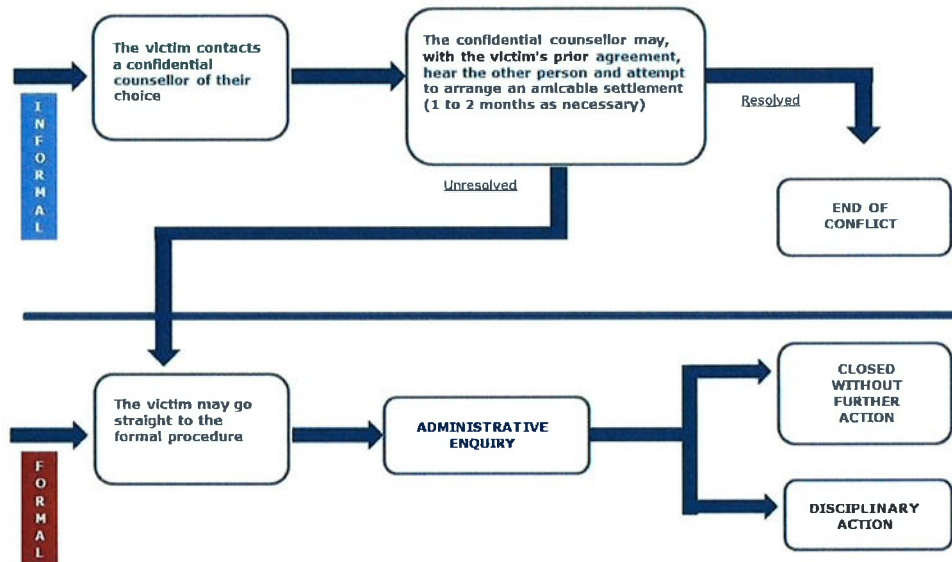 The victim contacts
a confidential
counsellor of their
choice
The confidential counsellor may,
with the victim's prior agreement,
hear the other person and attempt
to arrange an amicable settlement
(1 to 2 months as necessary)
Resolved
INFORMAL
Unresolved
END OF
CONFLICT
The victim may go
straight to the
formal procedure
ADMINISTRATIVE
ENQUIRY
CLOSED
WITHOUT
FURTHER
ACTION
FORMAL
DISCIPLINARY
ACTION